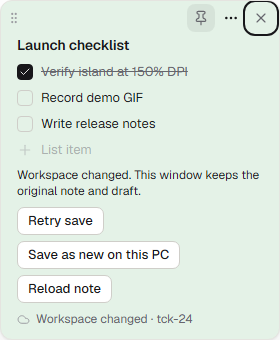 Launch checklist
Verify island at 150% DPI
Record demo GIF
Write release notes
List item
Workspace changed. This window keeps the
original note and draft.
Retry save
Save as new on this PC
Reload note
Workspace changed · tck-24